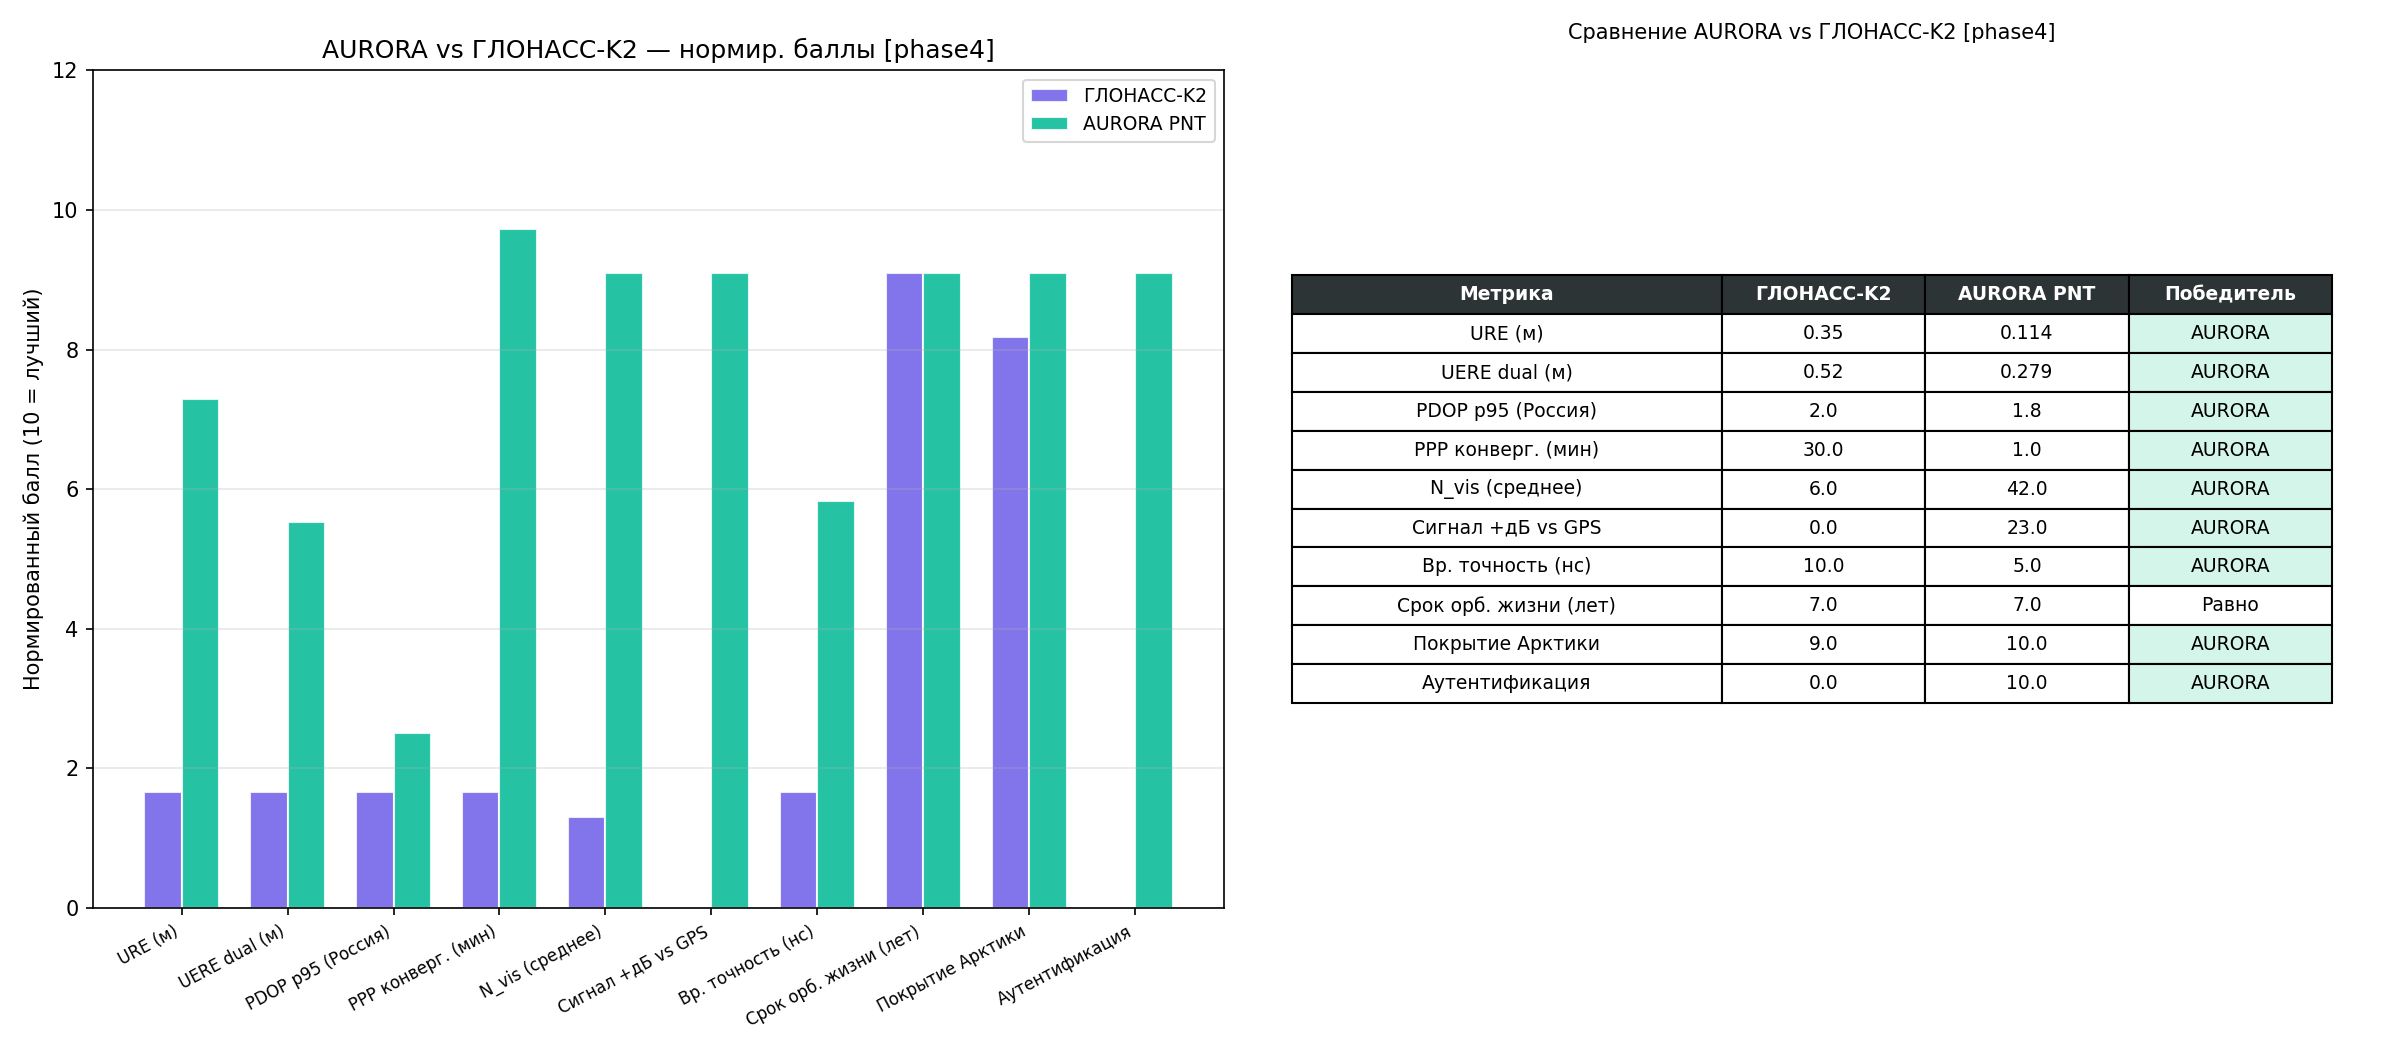 AURORA vs ГЛОНАСС-К2 — нормир. баллы [phase4]
Нормированный балл (10 = лучший)
12
10
8
6
4
2
0
ГЛОНАСС-К2
AURORA PNT
URE (м)
UERE dual (м)
PDOP p95 (Россия)
PPP конверг. (мин)
N_vis (среднее)
Сигнал +дБ vs GPS
Вр. точность (нс)
Срок орб. жизни (лет)
Покрытие Арктики
Аутентификация
Сравнение AURORA vs ГЛОНАСС-К2 [phase4]
Метрика ГЛОНАСС-К2 AURORA PNT Победитель
URE (м) 0.35 0.114 AURORA
UERE dual (м) 0.52 0.279 AURORA
PDOP p95 (Россия) 2.0 1.8 AURORA
PPP конверг. (мин) 30.0 1.0 AURORA
N_vis (среднее) 6.0 42.0 AURORA
Сигнал +дБ vs GPS 0.0 23.0 AURORA
Вр. точность (нс) 10.0 5.0 AURORA
Срок орб. жизни (лет) 7.0 7.0 Равно
Покрытие Арктики 9.0 10.0 AURORA
Аутентификация 0.0 10.0 AURORA